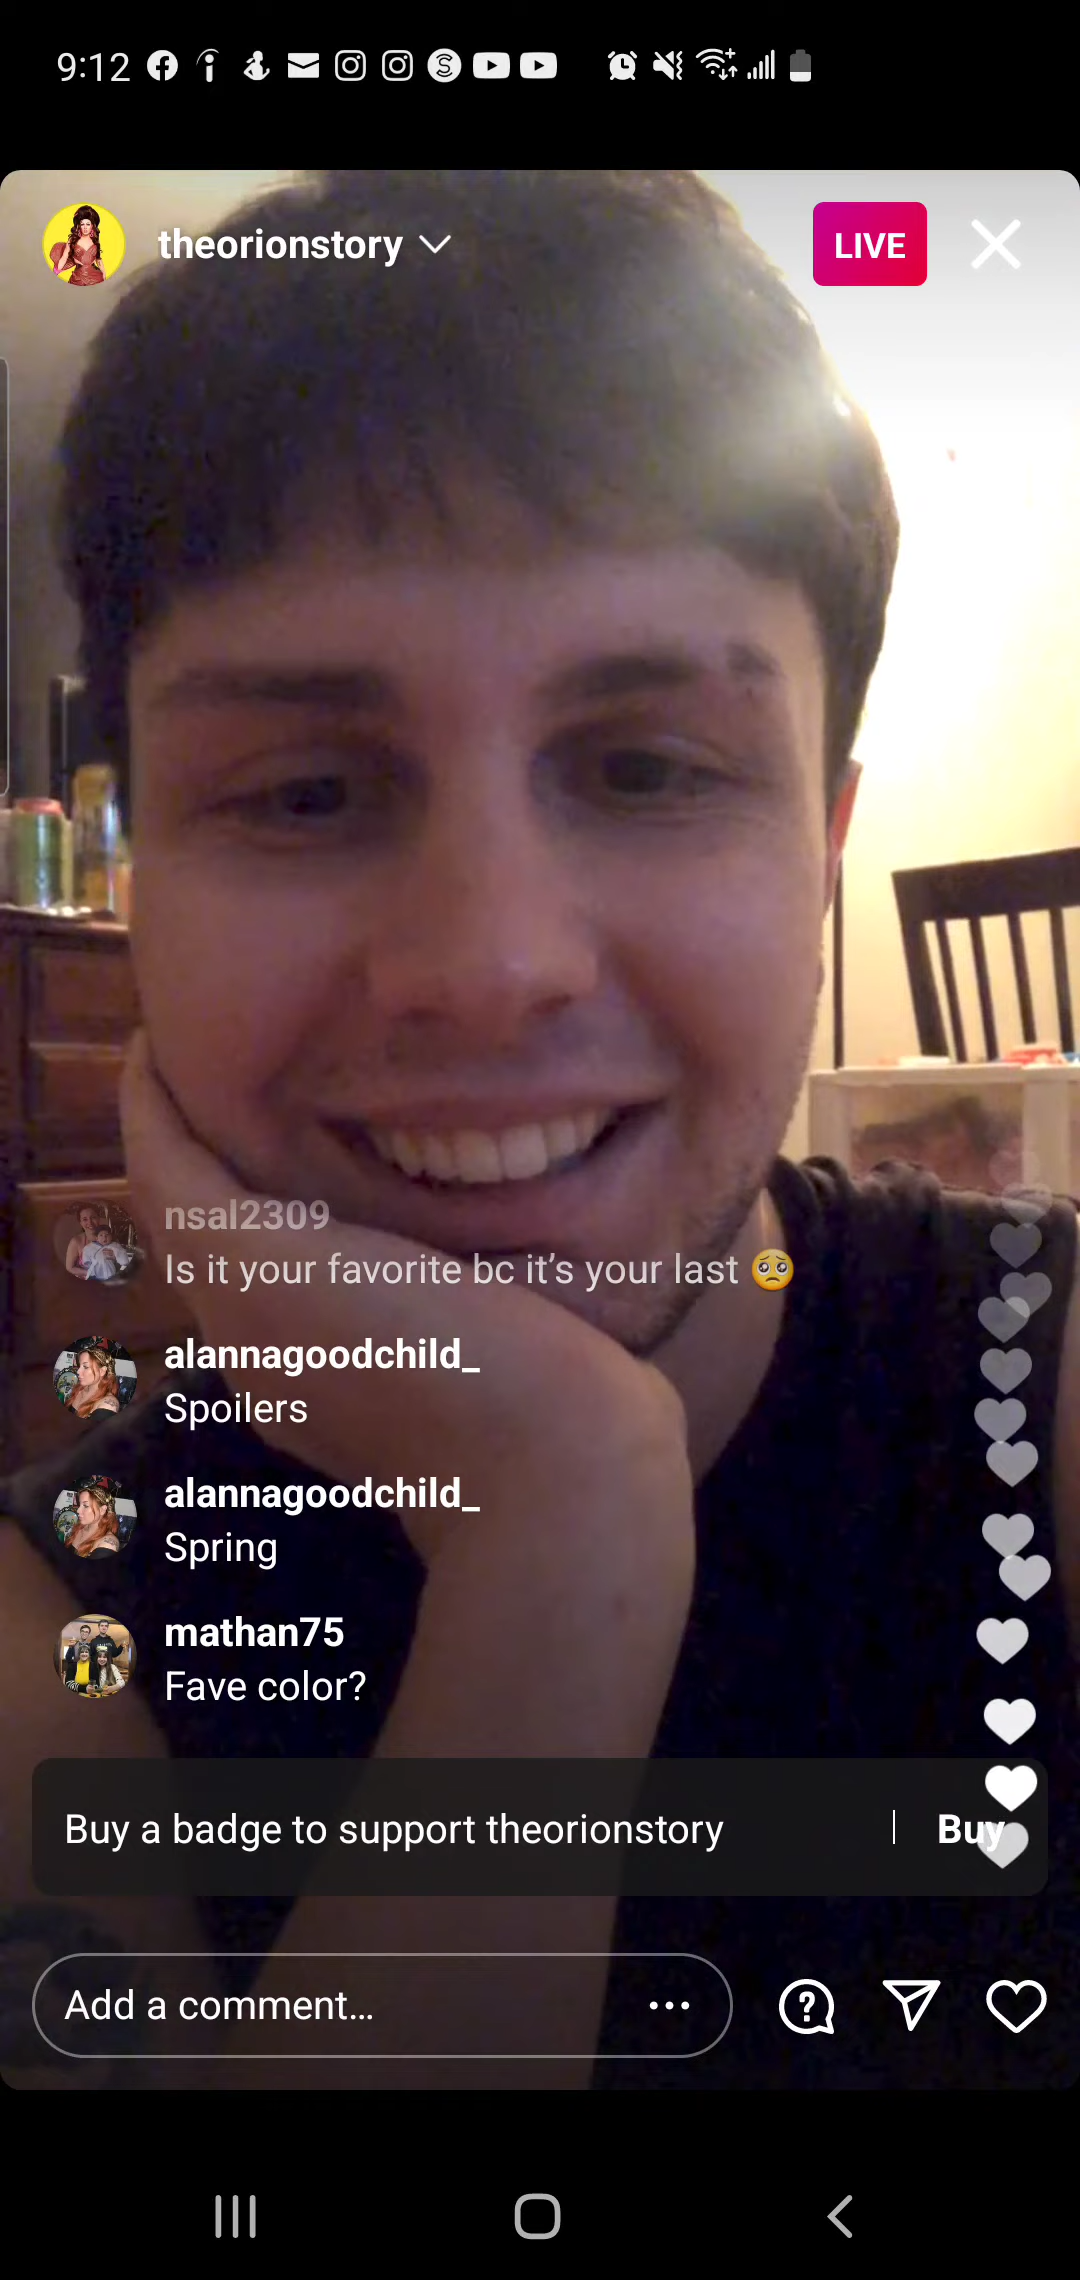 9:12
theorionstory
LIVE
nsal2309
Is it your favorite bc it’s your last 🥺
alannagoodchild_
Spoilers
alannagoodchild_
Spring
mathan75
Fave color?
Buy a badge to support theorionstory | Buy
Add a comment…